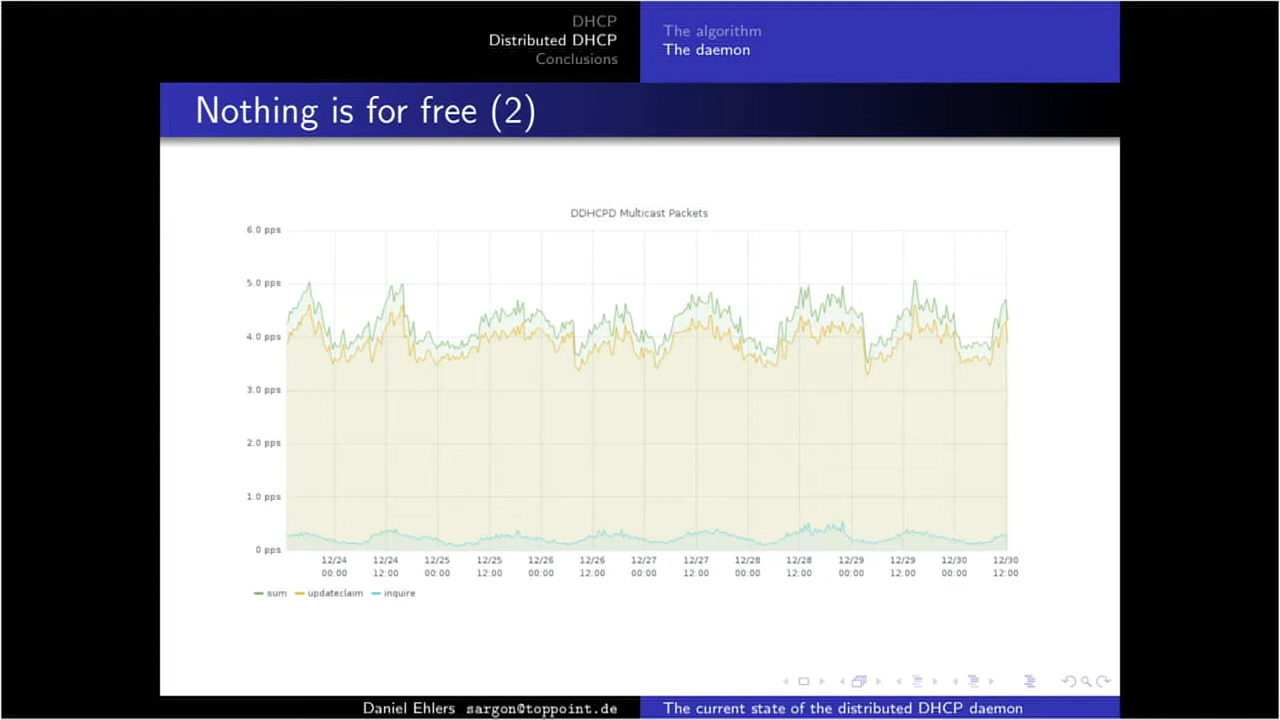 DHCP
Distributed DHCP
Conclusions
The algorithm
The daemon
Nothing is for free (2)
DDHCPD Multicast Packets
6.0 pps
5.0 pps
4.0 pps
3.0 pps
2.0 pps
1.0 pps
0 pps
12/24 12/24 12/25 12/25 12/26 12/26 12/27 12/27 12/28 12/28 12/29 12/29 12/30 12/30
00:00 12:00 00:00 12:00 00:00 12:00 00:00 12:00 00:00 12:00 00:00 12:00 00:00 12:00
sum updateclaim inquire
Daniel Ehlers sargon@toppoint.de
The current state of the distributed DHCP daemon